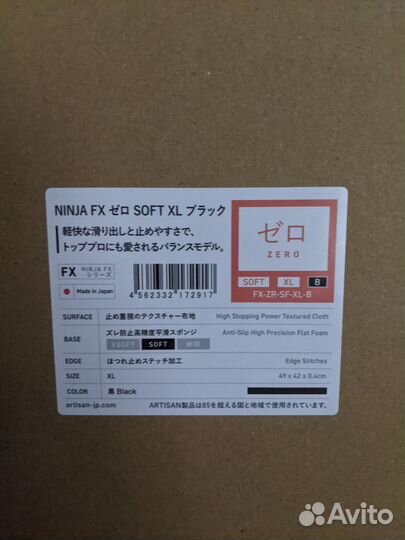 NINJA FX ゼロ SOFT XL ブラック
軽快な滑り出しと止めやすさで、
トッププロにも愛されるバランスモデル。
ゼロ
ZERO
SOFT XL B
FX-ZR-SF-XL-B
FX NINJA FX シリーズ
Made in Japan
4 562332 172917
SURFACE 止め重視のテクスチャー布地 High Stopping Power Textured Cloth
BASE ズレ防止高精度平滑スポンジ Anti-Slip High Precision Flat Foam
XSOFT SOFT MID
EDGE ほつれ止めステッチ加工 Edge Stitches
SIZE XL 49 x 42 x 0.4cm
COLOR 黒 Black
artisan-jp.com ARTISAN製品は85を超える国と地域で使用されています。
Avito